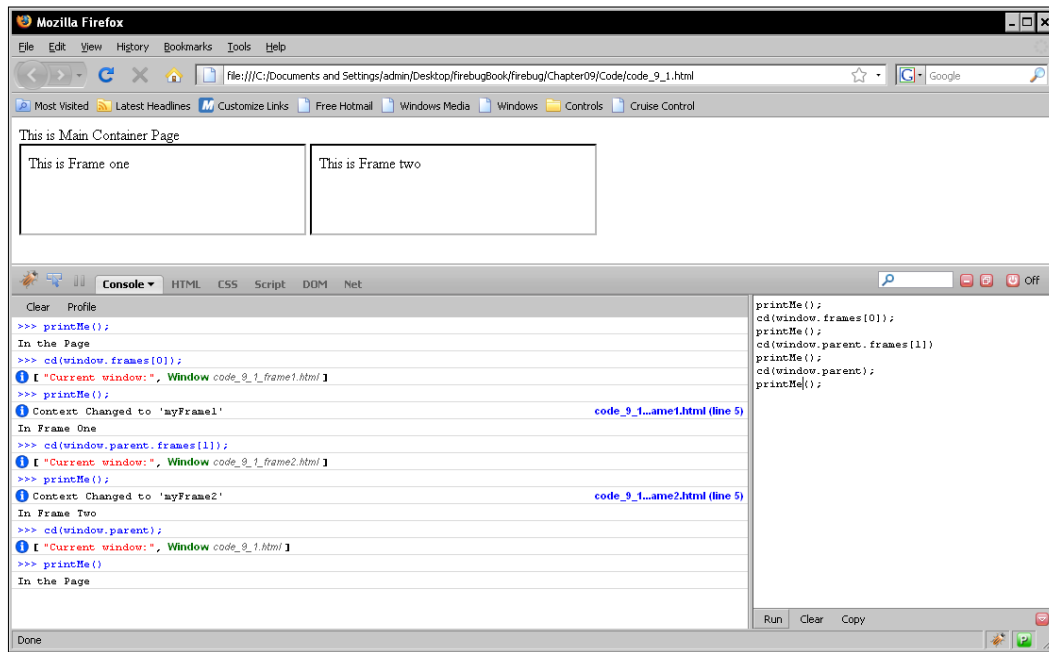 Mozilla Firefox
File Edit View History Bookmarks Tools Help
file:///C:/Documents and Settings/admin/Desktop/firebugBook/firebug/Chapter09/Code/code_9_1.html
G Google
Most Visited Latest Headlines Customize Links Free Hotmail Windows Media Windows Controls Cruise Control
This is Main Container Page
This is Frame one
This is Frame two
Console HTML CSS Script DOM Net
Off
Clear Profile
>>> printMe();
In the Page
>>> cd(window.frames[0]);
[ "Current window:", Window code_9_1_frame1.html ]
>>> printMe();
Context Changed to 'myFrame1' code_9_1...ame1.html (line 5)
In Frame One
>>> cd(window.parent.frames[1]);
[ "Current window:", Window code_9_1_frame2.html ]
>>> printMe();
Context Changed to 'myFrame2' code_9_1...ame2.html (line 5)
In Frame Two
>>> cd(window.parent);
[ "Current window:", Window code_9_1.html ]
>>> printMe()
In the Page
printMe();
cd(window.frames[0]);
printMe();
cd(window.parent.frames[1])
printMe();
cd(window.parent);
printMe();
Run Clear Copy
Done